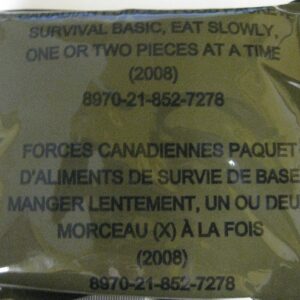 CANADIAN
SURVIVAL BASIC, EAT SLOWLY,
ONE OR TWO PIECES AT A TIME
(2008)
8970-21-852-7278
FORCES CANADIENNES PAQUET
D'ALIMENTS DE SURVIE DE BASE
MANGER LENTEMENT, UN OU DEU
MORCEAU (X) À LA FOIS
(2008)
8970-21-852-7278